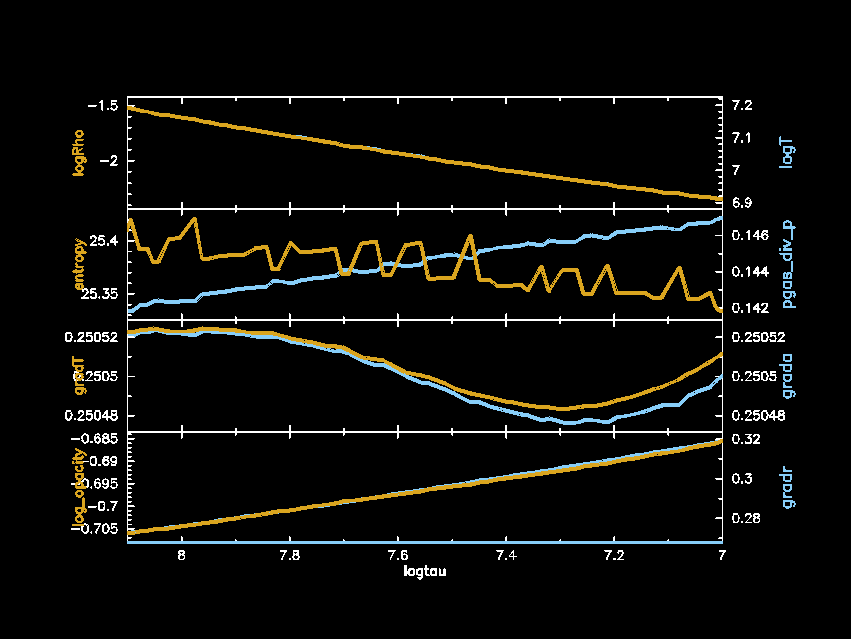 logRho
−1.5
−2
7.2
7.1
7
6.9
logT
entropy
25.4
25.35
0.146
0.144
0.142
pgas_div_p
gradT
0.25052
0.2505
0.25048
0.25052
0.2505
0.25048
grada
log_opacity
−0.685
−0.69
−0.695
−0.7
−0.705
0.32
0.3
0.28
gradr
8 7.8 7.6 7.4 7.2 7
logtau